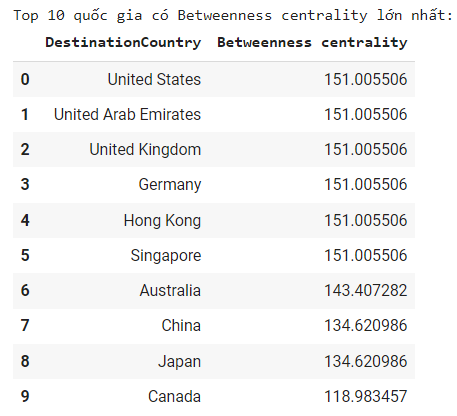 Top 10 quốc gia có Betweenness centrality lớn nhất:
DestinationCountry Betweenness centrality
0 United States 151.005506
1 United Arab Emirates 151.005506
2 United Kingdom 151.005506
3 Germany 151.005506
4 Hong Kong 151.005506
5 Singapore 151.005506
6 Australia 143.407282
7 China 134.620986
8 Japan 134.620986
9 Canada 118.983457